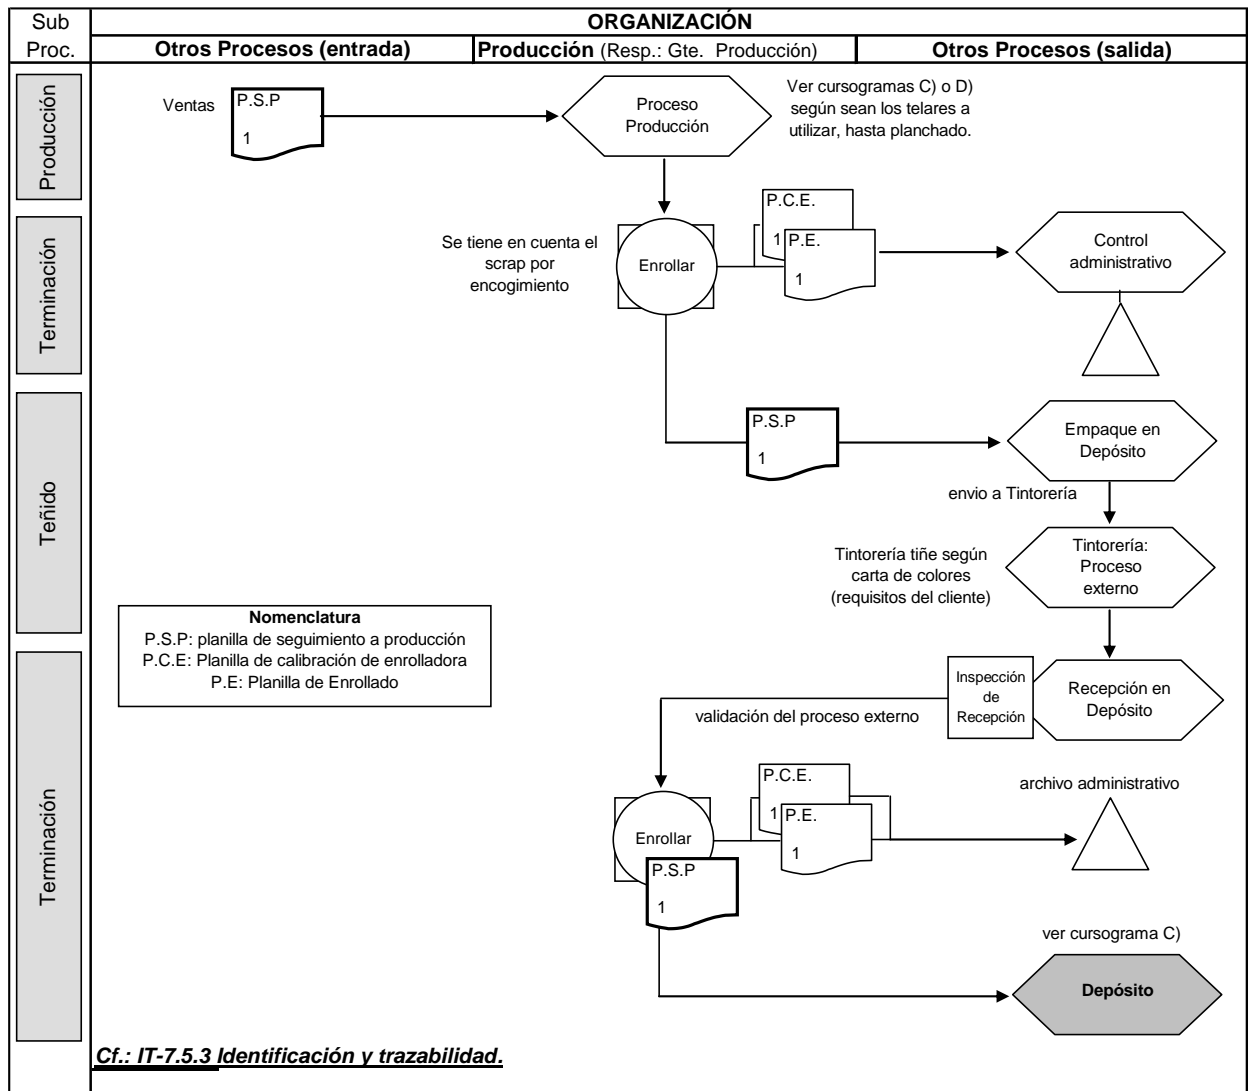 Sub
Proc.
ORGANIZACIÓN
Otros Procesos (entrada)
Producción (Resp.: Gte. Producción)
Otros Procesos (salida)
Producción
Ventas
P.S.P
1
Proceso
Producción
Ver cursogramas C) o D)
según sean los telares a
utilizar, hasta planchado.
Terminación
Se tiene en cuenta el
scrap por
encogimiento
Enrollar
P.C.E.
1
P.E.
1
Control
administrativo
Teñido
P.S.P
1
Empaque en
Depósito
envio a Tintorería
Tintorería tiñe según
carta de colores
(requisitos del cliente)
Tintorería:
Proceso
externo
Nomenclatura
P.S.P: planilla de seguimiento a producción
P.C.E: Planilla de calibración de enrolladora
P.E: Planilla de Enrollado
Terminación
validación del proceso externo
Inspección
de
Recepción
Recepción en
Depósito
Enrollar
P.C.E.
1
P.E.
1
archivo administrativo
P.S.P
1
ver cursograma C)
Depósito
Cf.: IT-7.5.3 Identificación y trazabilidad.